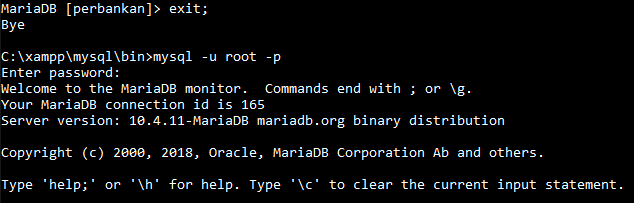 MariaDB [perbankan]> exit;
Bye
C:\xampp\mysql\bin>mysql -u root -p
Enter password:
Welcome to the MariaDB monitor.  Commands end with ; or \g.
Your MariaDB connection id is 165
Server version: 10.4.11-MariaDB mariadb.org binary distribution
Copyright (c) 2000, 2018, Oracle, MariaDB Corporation Ab and others.
Type 'help;' or '\h' for help. Type '\c' to clear the current input statement.